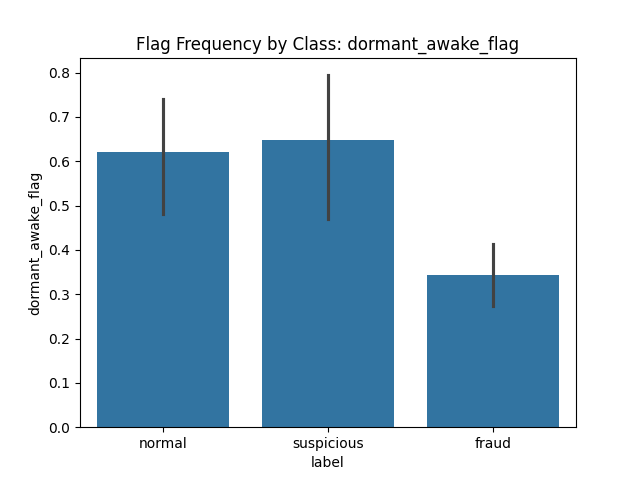 Flag Frequency by Class: dormant_awake_flag
0.8
0.7
0.6
0.5
0.4
0.3
0.2
0.1
0.0
dormant_awake_flag
normal suspicious fraud
label